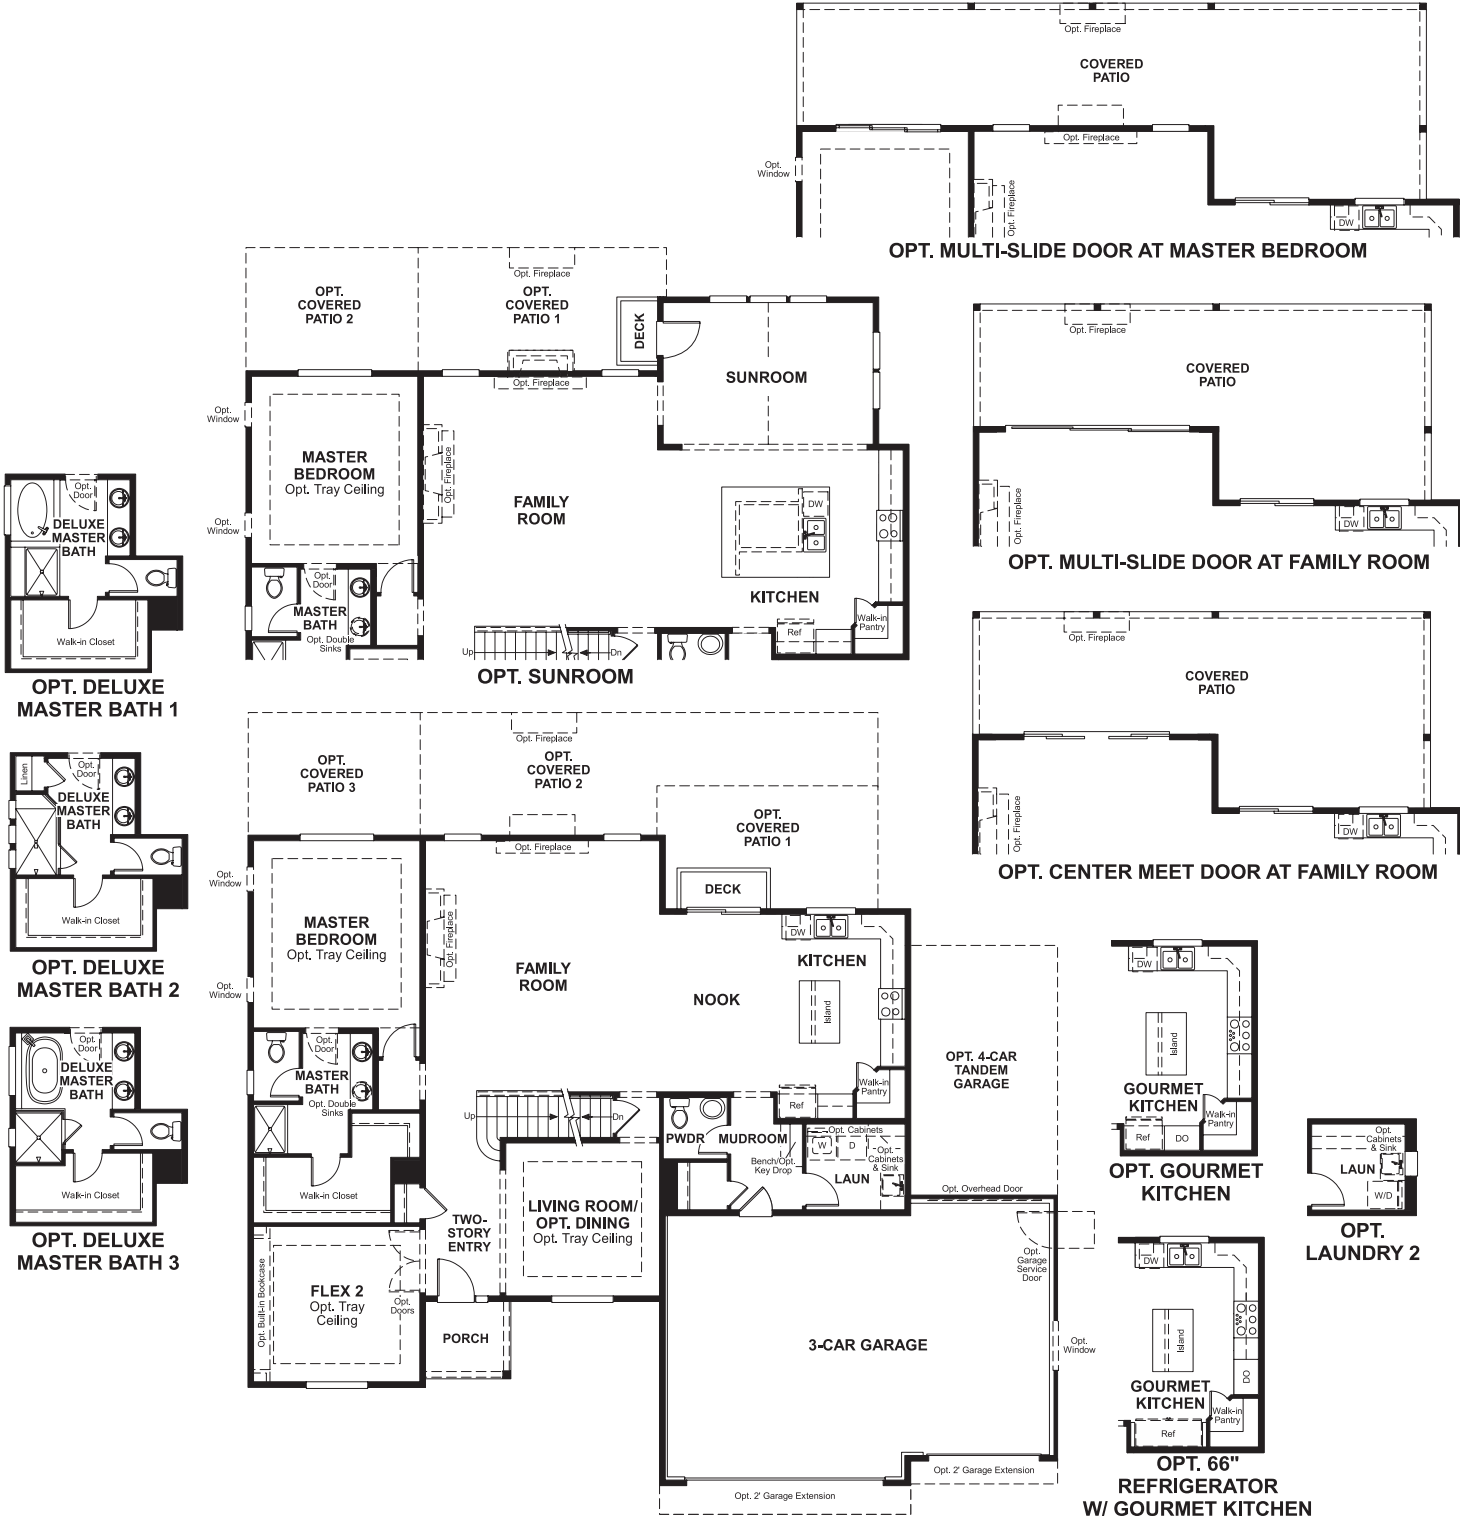 Opt. Fireplace
COVERED
PATIO
Opt. Fireplace
Opt.
Window
Opt. Fireplace
DW
OPT. MULTI-SLIDE DOOR AT MASTER BEDROOM
OPT.
COVERED
PATIO 2
Opt. Fireplace
OPT.
COVERED
PATIO 1
DECK
SUNROOM
Opt. Fireplace
Opt.
Window
MASTER
BEDROOM
Opt. Tray Ceiling
Opt. Fireplace
FAMILY
ROOM
DW
Ref
Opt.
Window
Opt.
Door
MASTER
BATH
Opt. Double
Sinks
KITCHEN
Walk-in
Pantry
Ref
Up
Dn
OPT. SUNROOM
Opt. Fireplace
COVERED
PATIO
Opt. Fireplace
DW
OPT. MULTI-SLIDE DOOR AT FAMILY ROOM
Opt. Fireplace
COVERED
PATIO
Opt. Fireplace
DW
OPT. CENTER MEET DOOR AT FAMILY ROOM
Opt.
Door
DELUXE
MASTER
BATH
Walk-in Closet
OPT. DELUXE
MASTER BATH 1
Linen
Opt.
Door
DELUXE
MASTER
BATH
Walk-in Closet
OPT. DELUXE
MASTER BATH 2
Opt.
Door
DELUXE
MASTER
BATH
Walk-in Closet
OPT. DELUXE
MASTER BATH 3
OPT.
COVERED
PATIO 3
Opt. Fireplace
OPT.
COVERED
PATIO 2
OPT.
COVERED
PATIO 1
Opt. Fireplace
DECK
Opt.
Window
MASTER
BEDROOM
Opt. Tray Ceiling
Opt. Fireplace
FAMILY
ROOM
NOOK
DW
KITCHEN
Island
Opt.
Window
Opt.
Door
MASTER
BATH
Opt. Double
Sinks
Walk-in
Pantry
Ref
OPT. 4-CAR
TANDEM
GARAGE
Up
Dn
PWDR
MUDROOM
Bench/Opt.
Key Drop
Opt. Cabinets
W
D
Opt.
Cabinets
& Sink
LAUN
Walk-in Closet
TWO-
STORY
ENTRY
LIVING ROOM/
OPT. DINING
Opt. Tray Ceiling
Opt. Overhead Door
Opt.
Garage
Service
Door
Opt. Built-in Bookcase
FLEX 2
Opt. Tray
Ceiling
Opt.
Doors
PORCH
3-CAR GARAGE
Opt.
Window
Opt. 2' Garage Extension
Opt. 2' Garage Extension
DW
Island
GOURMET
KITCHEN
Walk-in
Pantry
Ref
DO
OPT. GOURMET
KITCHEN
Opt.
Cabinets
& Sink
LAUN
W/D
OPT.
LAUNDRY 2
DW
Island
DO
GOURMET
KITCHEN
Walk-in
Pantry
Ref
OPT. 66"
REFRIGERATOR
W/ GOURMET KITCHEN